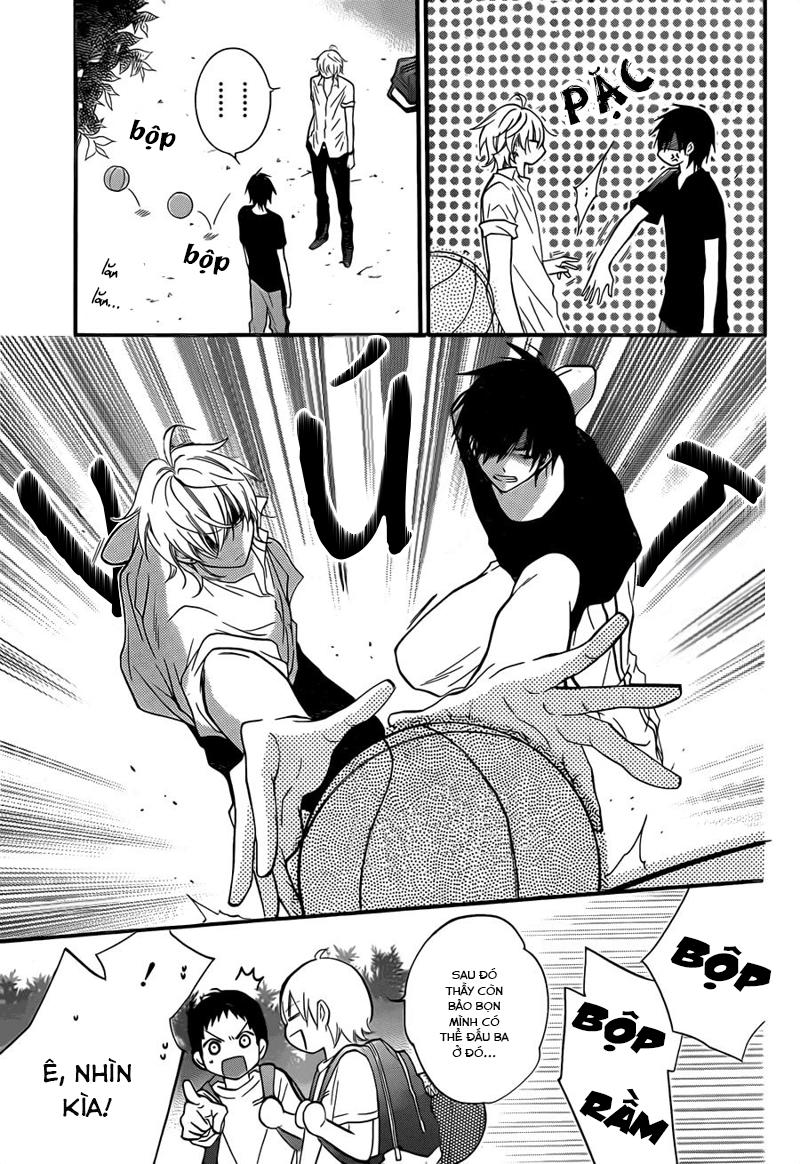 PẶC
......
bộp
bộp
lăn
lăn...
VÚT
BỘP
BỘP
RẦM
SAU ĐÓ
THẦY CÒN
BẢO BỌN
MÌNH CÓ
THỂ ĐẤU BA
Ở ĐÓ...
!
Ê, NHÌN
KÌA!